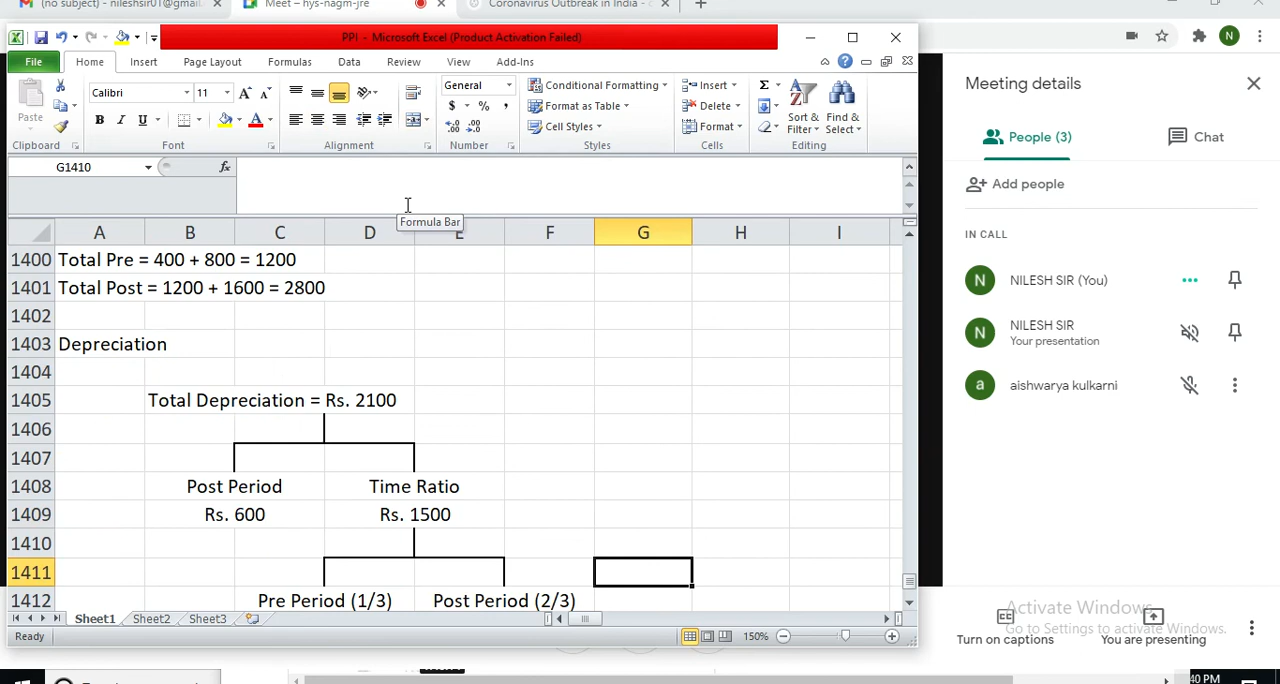 (no subject) - nileshsir01@gmail.
Meet – hys-nagm-jre
Coronavirus Outbreak in India -
PPI - Microsoft Excel (Product Activation Failed)
N
File Home Insert Page Layout Formulas Data Review View Add-Ins
Meeting details
Paste
Calibri 11
General
Conditional Formatting
Format as Table
Cell Styles
Insert
Delete
Format
Sort & Filter
Find & Select
Clipboard Font Alignment Number Styles Cells Editing
People (3)
Chat
G1410
fx
Formula Bar
Add people
A B C D E F G H I
IN CALL
1400 Total Pre = 400 + 800 = 1200
1401 Total Post = 1200 + 1600 = 2800
1402
1403 Depreciation
1404
1405 Total Depreciation = Rs. 2100
1406
1407
1408 Post Period Time Ratio
1409 Rs. 600 Rs. 1500
1410
1411
1412 Pre Period (1/3) Post Period (2/3)
N NILESH SIR (You)
N NILESH SIR
Your presentation
a aishwarya kulkarni
Sheet1 Sheet2 Sheet3
Ready
150%
Activate Windows
Go to Settings to activate Windows.
Turn on captions
You are presenting
40 PM